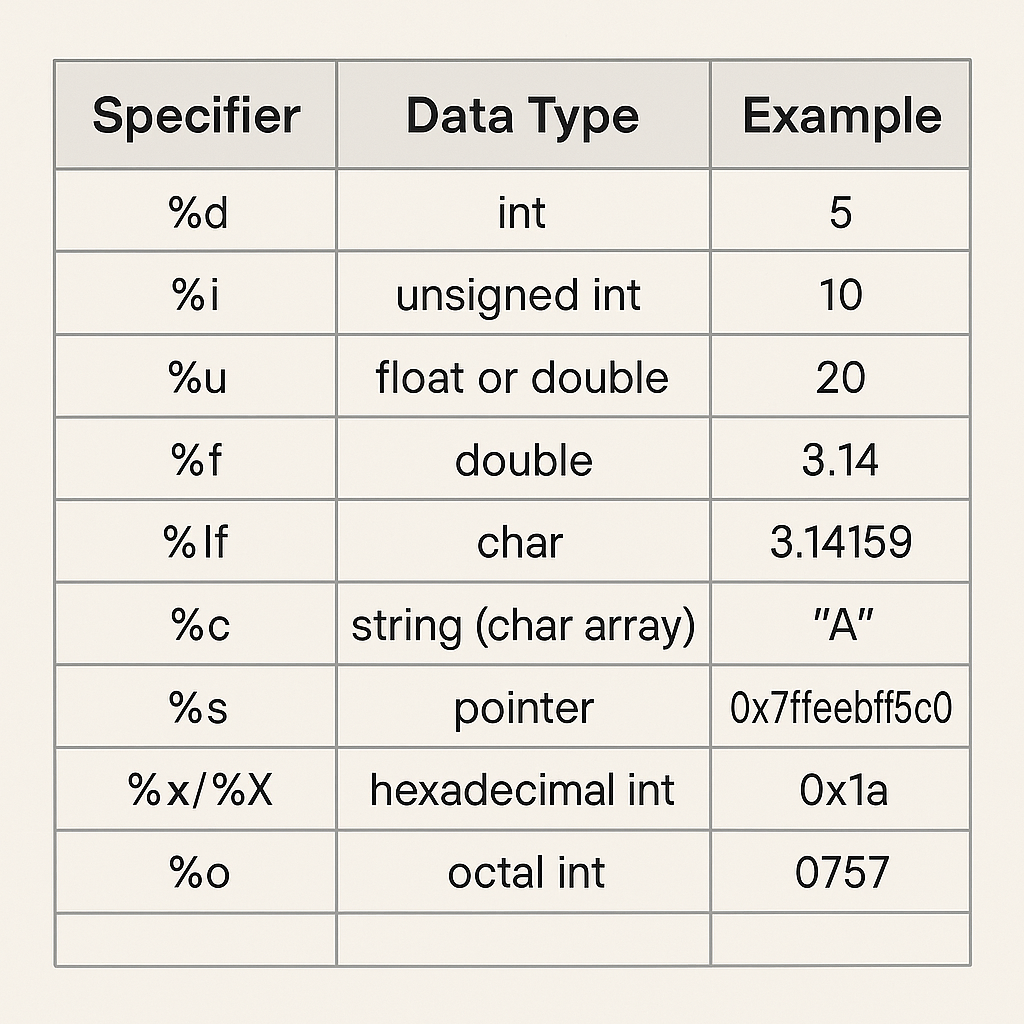 Specifier Data Type Example
%d int 5
%i unsigned int 10
%u float or double 20
%f double 3.14
%lf char 3.14159
%c string (char array) "A"
%s pointer 0x7ffeebff5c0
%x/%X hexadecimal int 0x1a
%o octal int 0757